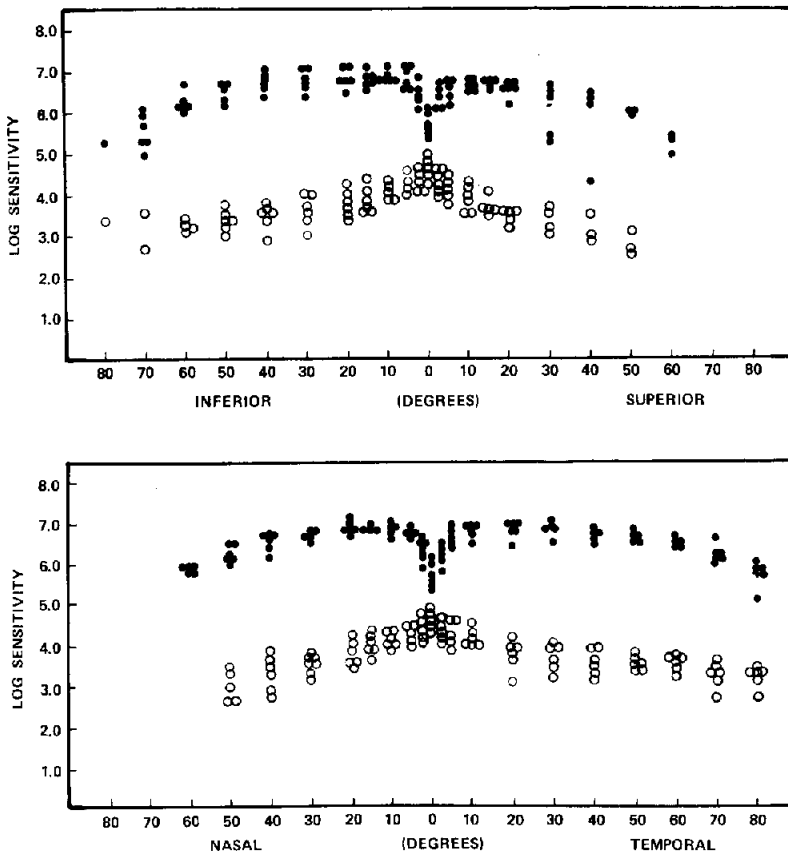 8.0
7.0
6.0
5.0
4.0
3.0
2.0
1.0
LOG SENSITIVITY
80 70 60 50 40 30 20 10 0 10 20 30 40 50 60 70 80
INFERIOR (DEGREES) SUPERIOR
8.0
7.0
6.0
5.0
4.0
3.0
2.0
1.0
LOG SENSITIVITY
80 70 60 50 40 30 20 10 0 10 20 30 40 50 60 70 80
NASAL (DEGREES) TEMPORAL